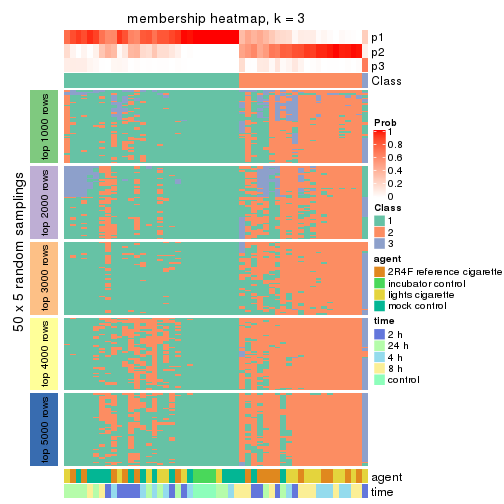 membership heatmap, k = 3
p1
p2
p3
Class
50 x 5 random samplings
top 1000 rows
top 2000 rows
top 3000 rows
top 4000 rows
top 5000 rows
agent
time
Prob
1
0.8
0.6
0.4
0.2
0
Class
1
2
3
agent
2R4F reference cigarette
incubator control
lights cigarette
mock control
time
2 h
24 h
4 h
8 h
control